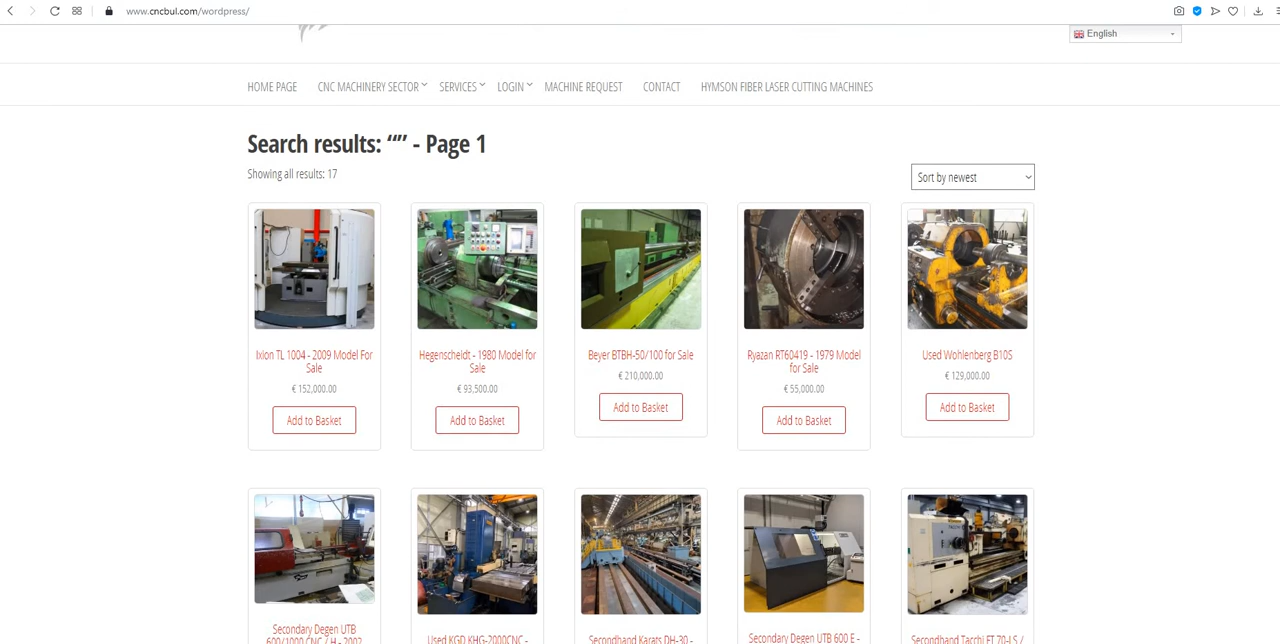 www.cncbul.com/wordpress/
English
HOME PAGE CNC MACHINERY SECTOR SERVICES LOGIN MACHINE REQUEST CONTACT HYMSON FIBER LASER CUTTING MACHINES
Search results: “” - Page 1
Showing all results: 17
Sort by newest
Ixion TL 1004 - 2009 Model For
Sale
€ 152,000.00
Add to Basket
Hegenscheidt - 1980 Model for
Sale
€ 93,500.00
Add to Basket
Beyer BTBH-50/100 for Sale
€ 210,000.00
Add to Basket
Ryazan RT60419 - 1979 Model
for Sale
€ 55,000.00
Add to Basket
Used Wohlenberg B10S
€ 129,000.00
Add to Basket
Secondary Degen UTB
600/1000 CNC / H - 2002
Used KGD KHG-2000CNC -
Secondhand Karats DH-30 -
Secondary Degen UTB 600 E -
Secondhand Tacchi FT 70-LS /